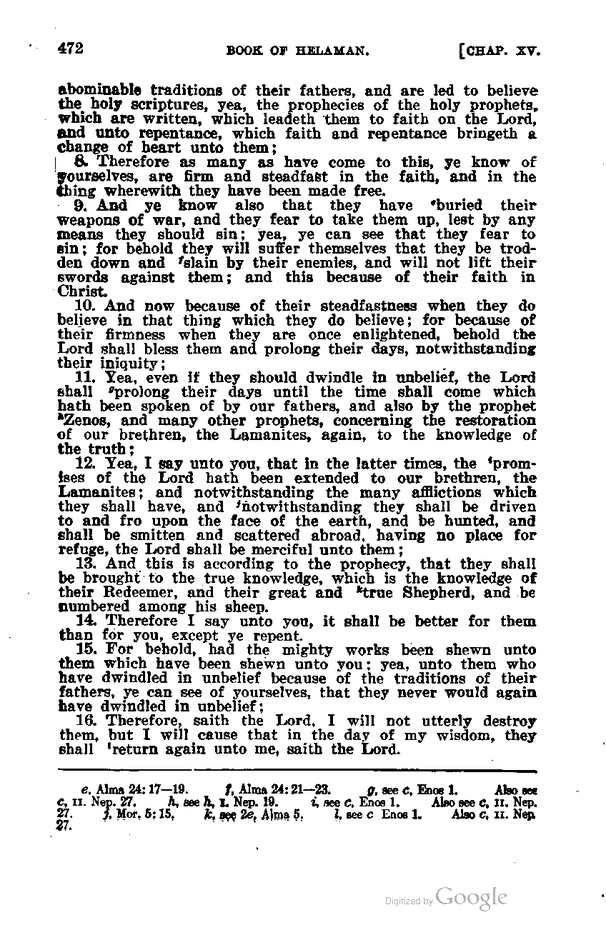 472 BOOK OF HELAMAN. [CHAP. XV.
abominable traditions of their fathers, and are led to believe
the holy scriptures, yea, the prophecies of the holy prophets,
which are written, which leadeth them to faith on the Lord,
and unto repentance, which faith and repentance bringeth a
change of heart unto them;
8. Therefore as many as have come to this, ye know of
yourselves, are firm and steadfast in the faith, and in the
thing wherewith they have been made free.
9. And ye know also that they have ᵉburied their
weapons of war, and they fear to take them up, lest by any
means they should sin; yea, ye can see that they fear to
sin; for behold they will suffer themselves that they be trod-
den down and ᶠslain by their enemies, and will not lift their
swords against them; and this because of their faith in
Christ.
10. And now because of their steadfastness when they do
believe in that thing which they do believe; for because of
their firmness when they are once enlightened, behold the
Lord shall bless them and prolong their days, notwithstanding
their iniquity;
11. Yea, even if they should dwindle in unbelief, the Lord
shall ᵍprolong their days until the time shall come which
hath been spoken of by our fathers, and also by the prophet
ʰZenos, and many other prophets, concerning the restoration
of our brethren, the Lamanites, again, to the knowledge of
the truth;
12. Yea, I say unto you, that in the latter times, the ⁱprom-
ises of the Lord hath been extended to our brethren, the
Lamanites; and notwithstanding the many afflictions which
they shall have, and ʲnotwithstanding they shall be driven
to and fro upon the face of the earth, and be hunted, and
shall be smitten and scattered abroad, having no place for
refuge, the Lord shall be merciful unto them;
13. And this is according to the prophecy, that they shall
be brought to the true knowledge, which is the knowledge of
their Redeemer, and their great and ᵏtrue Shepherd, and be
numbered among his sheep.
14. Therefore I say unto you, it shall be better for them
than for you, except ye repent.
15. For behold, had the mighty works been shewn unto
them which have been shewn unto you; yea, unto them who
have dwindled in unbelief because of the traditions of their
fathers, ye can see of yourselves, that they never would again
have dwindled in unbelief;
16. Therefore, saith the Lord, I will not utterly destroy
them, but I will cause that in the day of my wisdom, they
shall ˡreturn again unto me, saith the Lord.
e, Alma 24:17–19. f, Alma 24:21–23. g, see c, Enos 1. Also see
c, II. Nep. 27. h, see h, I. Nep. 19. i, see c, Enos 1. Also see c, II. Nep.
27. j, Mor. 5:15. k, see 2e, Alma 5. l, see c Enos 1. Also c, II. Nep
27.
Digitized by Google